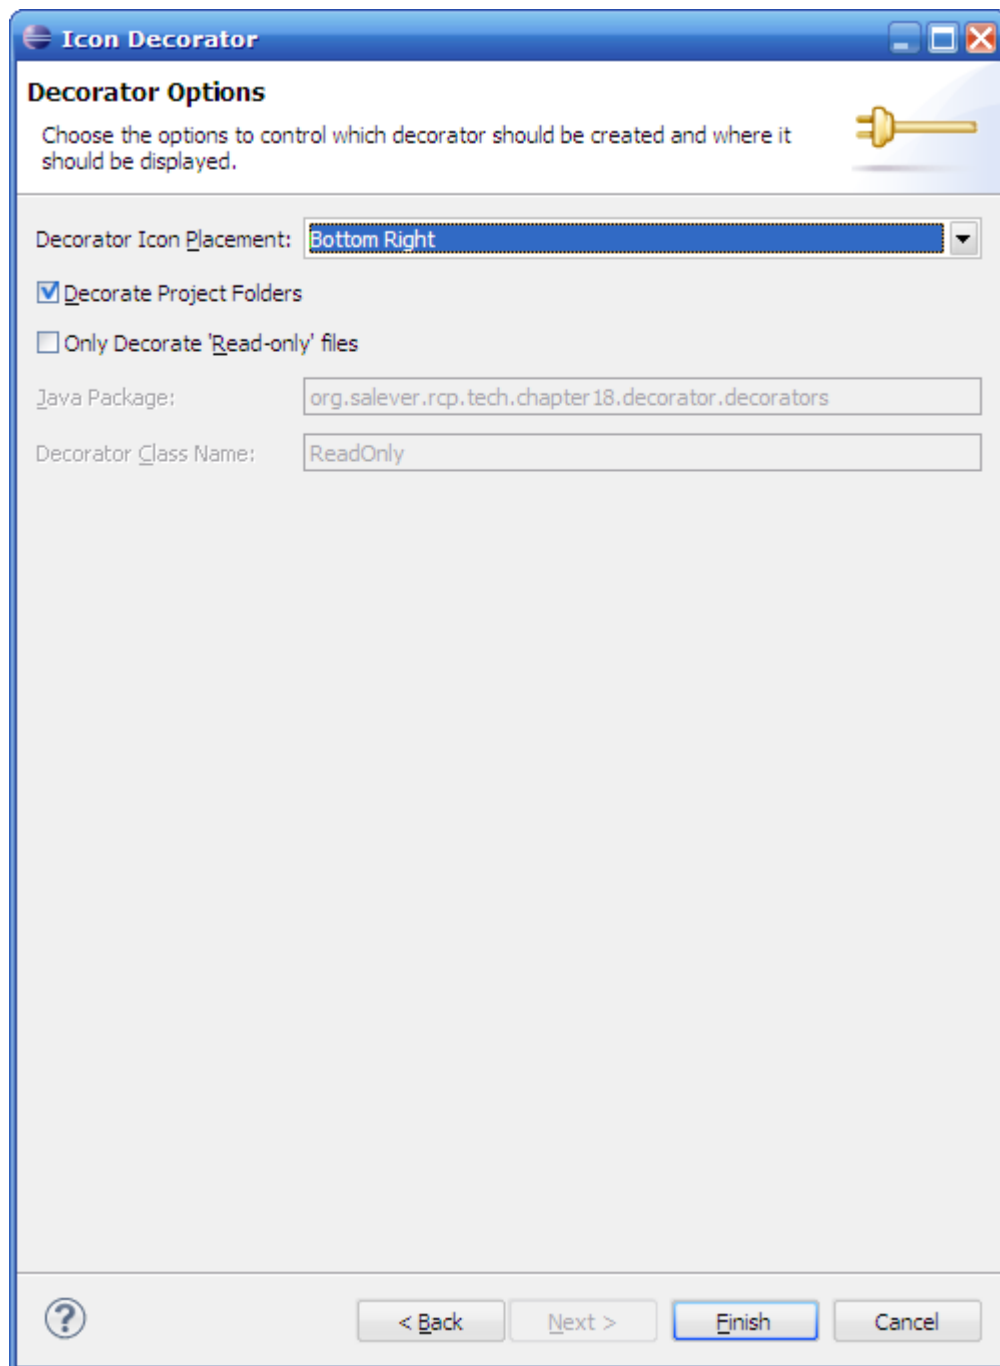 Icon Decorator
Decorator Options
Choose the options to control which decorator should be created and where it
should be displayed.
Decorator Icon Placement: Bottom Right
Decorate Project Folders
Only Decorate 'Read-only' files
Java Package: org.salever.rcp.tech.chapter18.decorator.decorators
Decorator Class Name: ReadOnly
? < Back Next > Finish Cancel